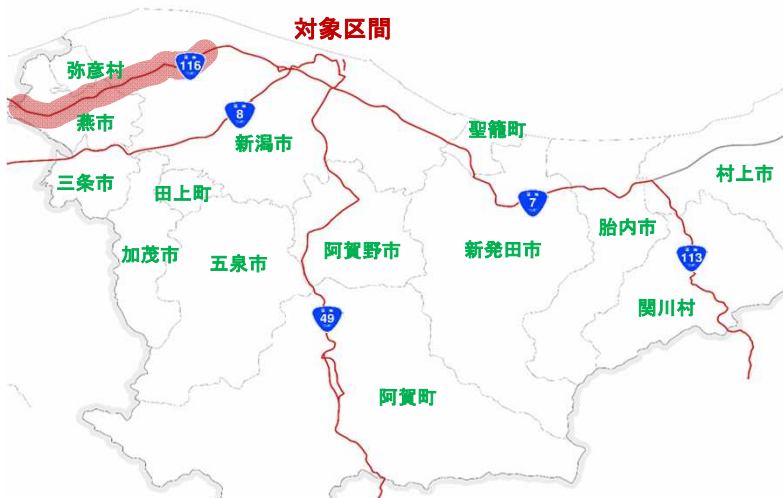 対象区間
弥彦村
116
燕市
8
新潟市
聖籠町
三条市
田上町
村上市
7
加茂市
五泉市
阿賀野市
新発田市
胎内市
113
49
関川村
阿賀町